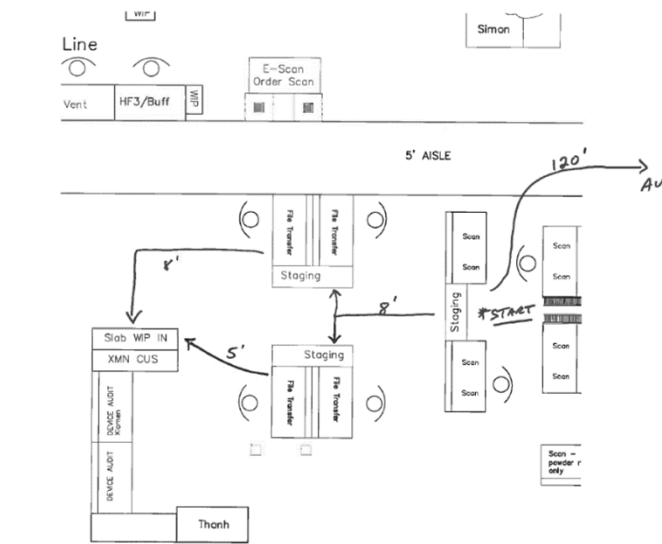 WIP
Simon
Line
E-Scan
Order Scan
Vent
HF3/Buff
WIP
5' AISLE
120'
File Transfer
File Transfer
Scan
Scan
Scan
Scan
8'
Staging
Staging
8'
*START
Slab WIP IN
XMN CUS
5'
Staging
Scan
Scan
Scan
Scan
File Transfer
File Transfer
DEVICE AUDIT
Xiamen
DEVICE AUDIT
Scan -
powder
only
Thanh